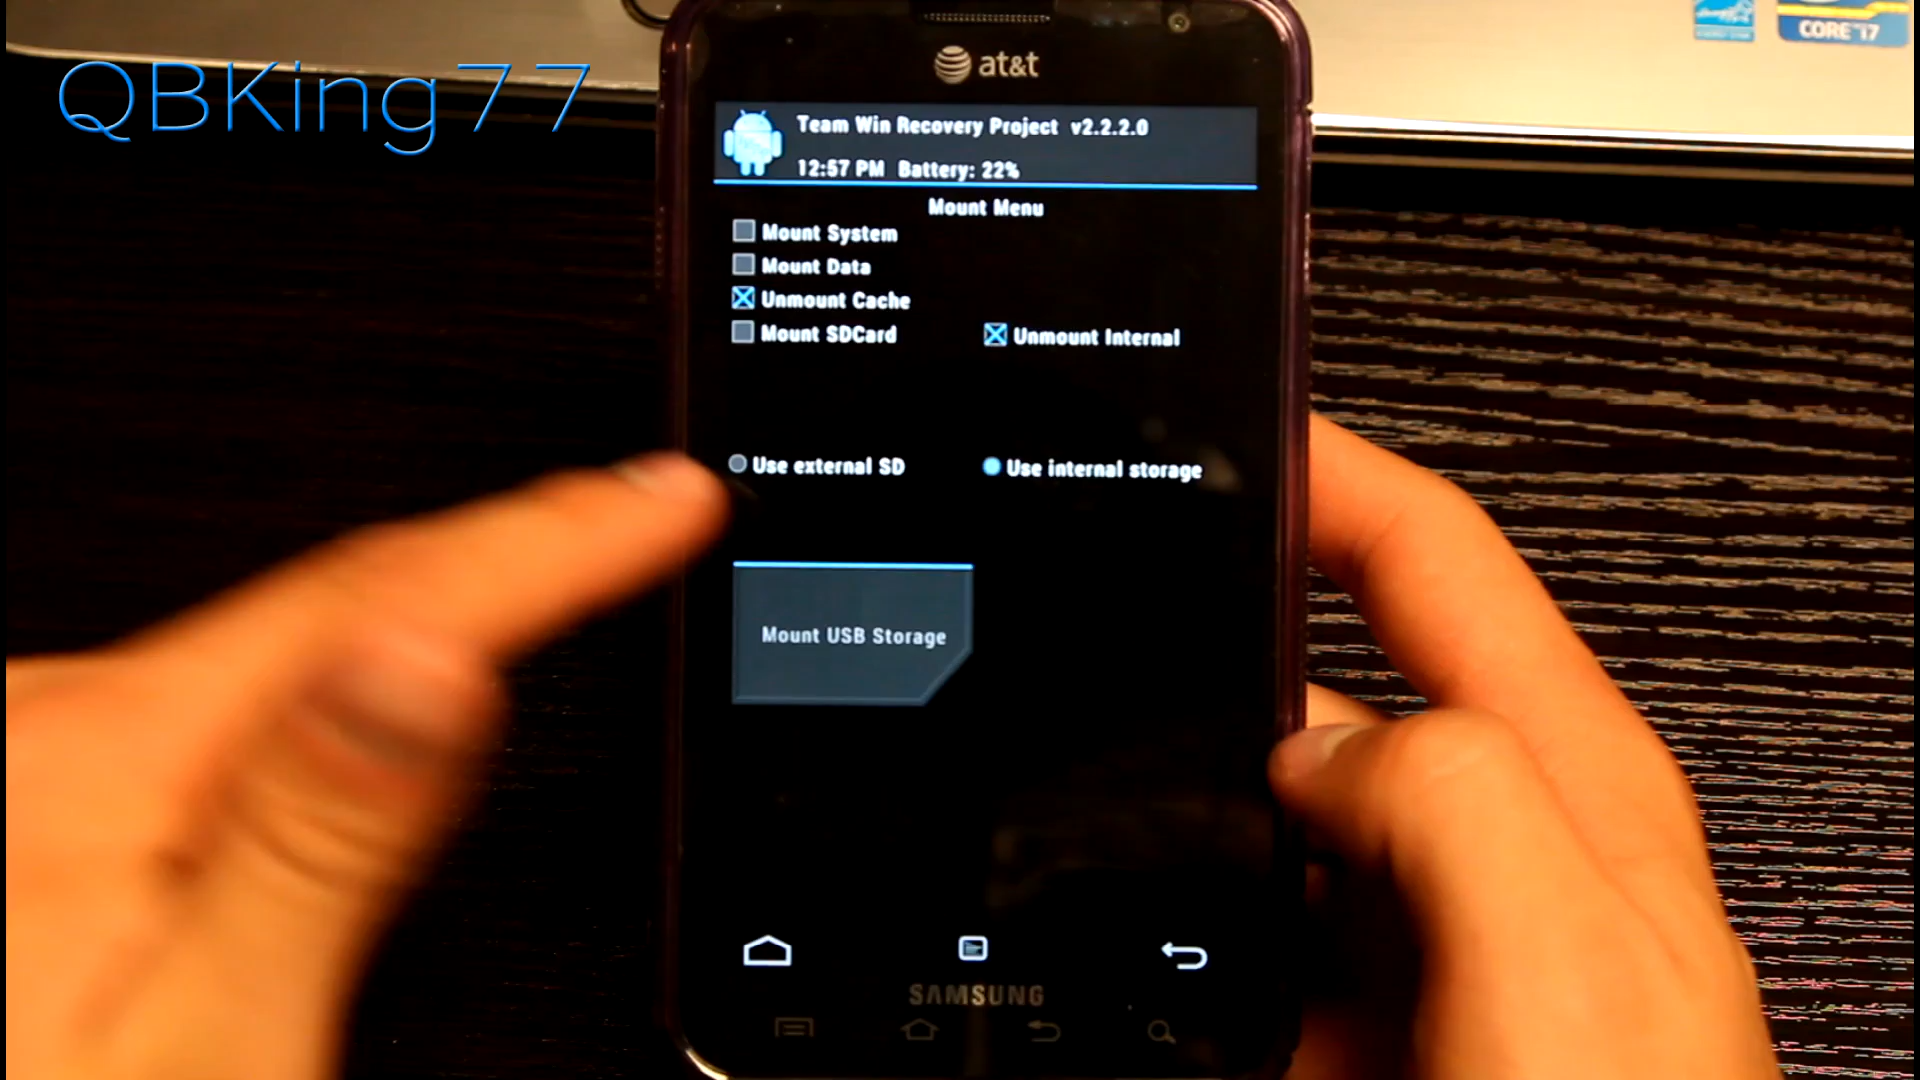 QBKing77
CORE i7
at&t
Team Win Recovery Project v2.2.2.0
12:57 PM Battery: 22%
Mount Menu
Mount System
Mount Data
Unmount Cache
Mount SDCard
Unmount Internal
Use external SD
Use internal storage
Mount USB Storage
SAMSUNG